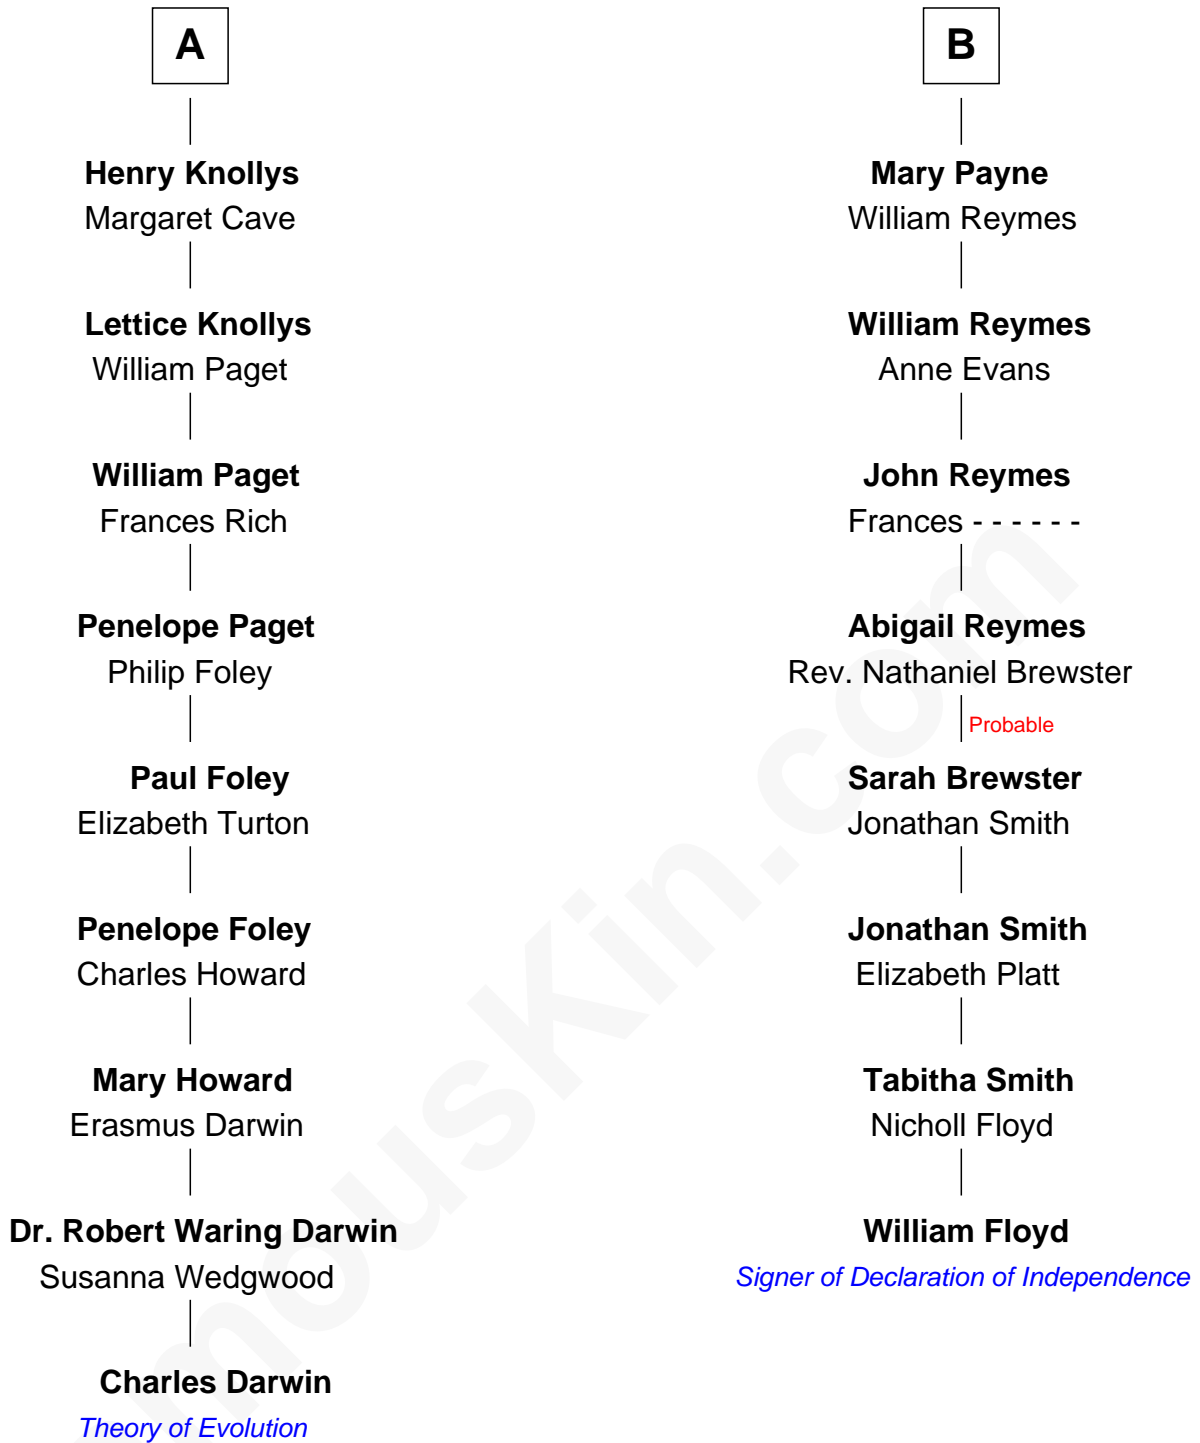 A
Henry Knollys
Margaret Cave
Lettice Knollys
William Paget
William Paget
Frances Rich
Penelope Paget
Philip Foley
Paul Foley
Elizabeth Turton
Penelope Foley
Charles Howard
Mary Howard
Erasmus Darwin
Dr. Robert Waring Darwin
Susanna Wedgwood
Charles Darwin
Theory of Evolution
B
Mary Payne
William Reymes
William Reymes
Anne Evans
John Reymes
Frances - - - - - -
Abigail Reymes
Rev. Nathaniel Brewster
Probable
Sarah Brewster
Jonathan Smith
Jonathan Smith
Elizabeth Platt
Tabitha Smith
Nicholl Floyd
William Floyd
Signer of Declaration of Independence
mousKin.com